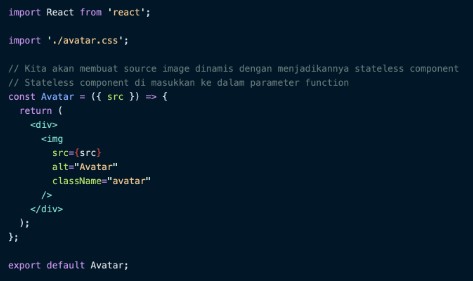 import React from 'react';
import './avatar.css';
// Kita akan membuat source image dinamis dengan menjadikannya stateless component
// Stateless component di masukkan ke dalam parameter function
const Avatar = ({ src }) => {
  return (
    <div>
      <img
        src={src}
        alt="Avatar"
        className="avatar"
      />
    </div>
  );
};
export default Avatar;